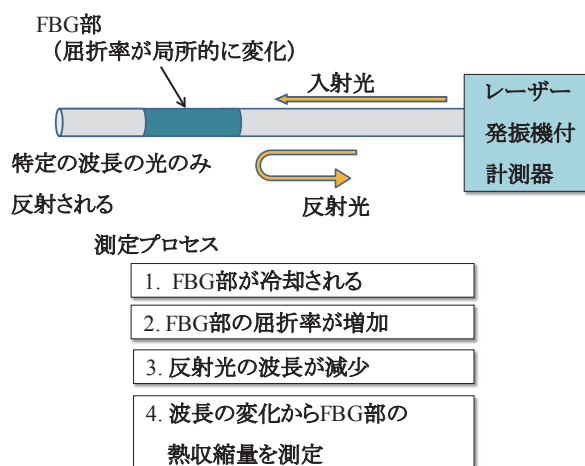 FBG部
（屈折率が局所的に変化）
入射光
レーザー
発振機付
計測器
特定の波長の光のみ
反射される
反射光
測定プロセス
1. FBG部が冷却される
2. FBG部の屈折率が増加
3. 反射光の波長が減少
4. 波長の変化からFBG部の
熱収縮量を測定